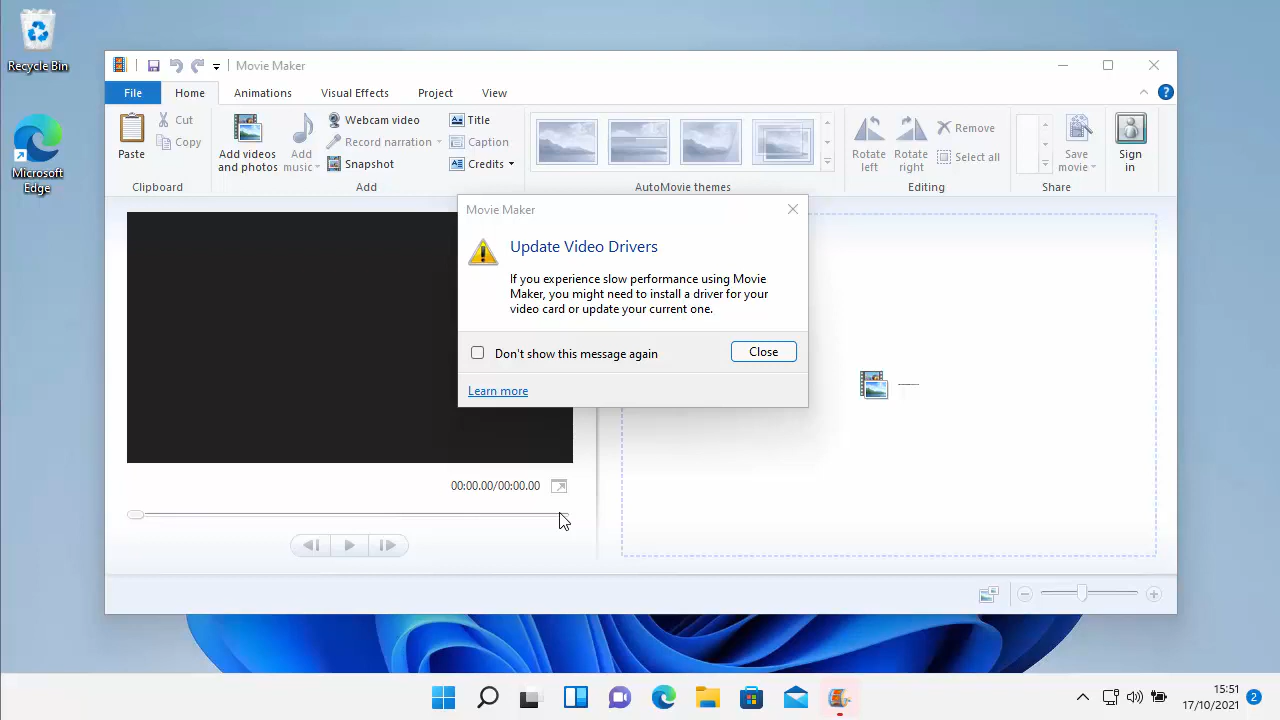 Recycle Bin
Microsoft
Edge
Movie Maker
File
Home
Animations
Visual Effects
Project
View
Paste
Cut
Copy
Clipboard
Add videos
and photos
Add
music
Webcam video
Record narration
Snapshot
Title
Caption
Credits
Add
AutoMovie themes
Rotate
left
Rotate
right
Remove
Select all
Editing
Save
movie
Share
Sign
in
Movie Maker
Update Video Drivers
If you experience slow performance using Movie
Maker, you might need to install a driver for your
video card or update your current one.
Don't show this message again
Close
Learn more
00:00.00/00:00.00
15:51
17/10/2021
2